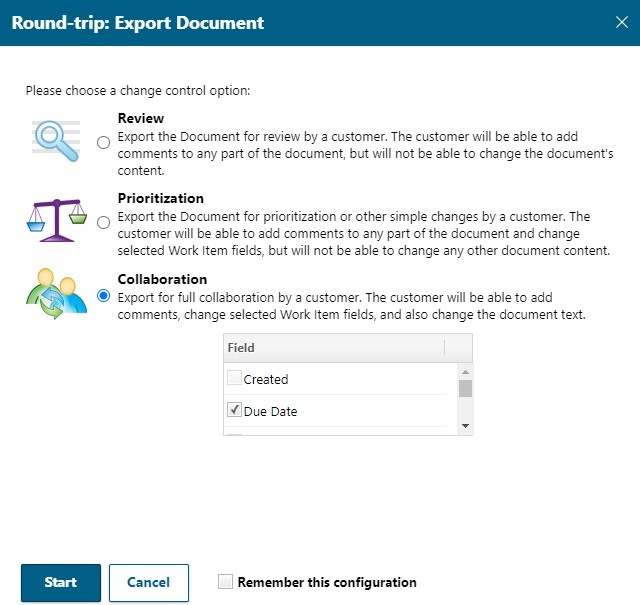 Round-trip: Export Document
Please choose a change control option:
Review
Export the Document for review by a customer. The customer will be able to add
comments to any part of the document, but will not be able to change the document's
content.
Prioritization
Export the Document for prioritization or other simple changes by a customer. The
customer will be able to add comments to any part of the document and change
selected Work Item fields, but will not be able to change any other document content.
Collaboration
Export for full collaboration by a customer. The customer will be able to add
comments, change selected Work Item fields, and also change the document text.
Field
Created
Due Date
Start
Cancel
Remember this configuration